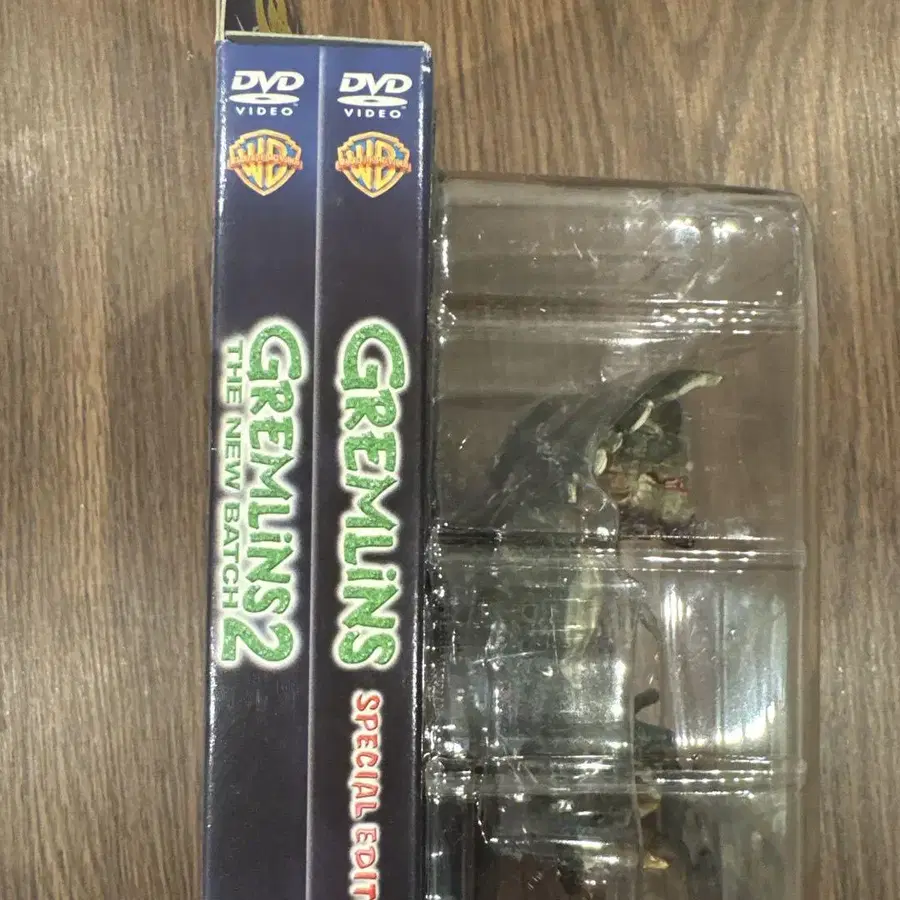 DVD
VIDEO
WB
GREMLiNS 2
THE NEW BATCH
DVD
VIDEO
WB
GREMLiNS
SPECIAL EDIT